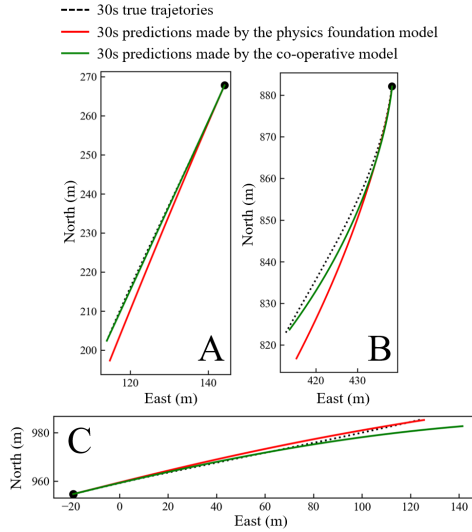 30s true trajetories
30s predictions made by the physics foundation model
30s predictions made by the co-operative model
270
260
250
240
230
220
210
200
North (m)
120
140
East (m)
A
880
870
860
850
840
830
820
North (m)
420
430
East (m)
B
980
960
North (m)
C
−20
0
20
40
60
80
100
120
140
East (m)